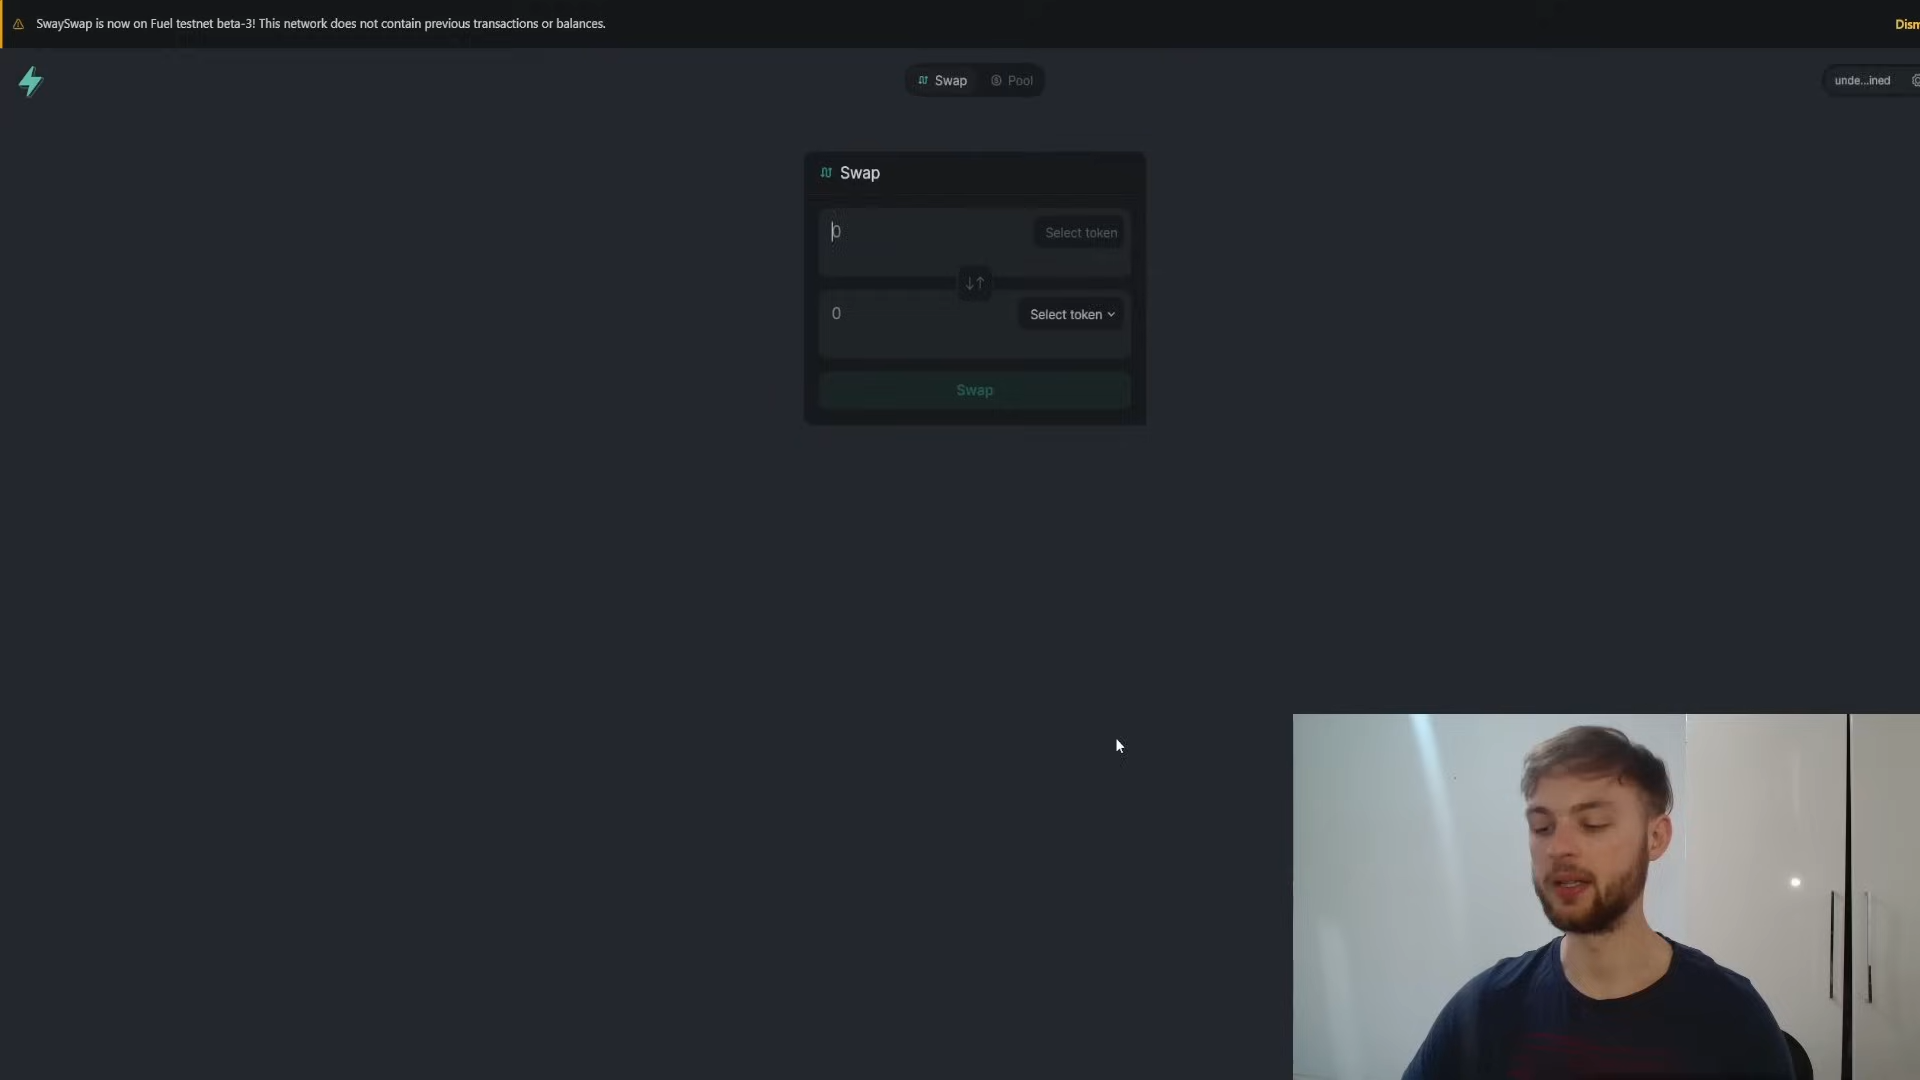 SwaySwap is now on Fuel testnet beta-3! This network does not contain previous transactions or balances.
Dism
Swap
Pool
unde...ined
Swap
0
Select token
0
Select token
Swap